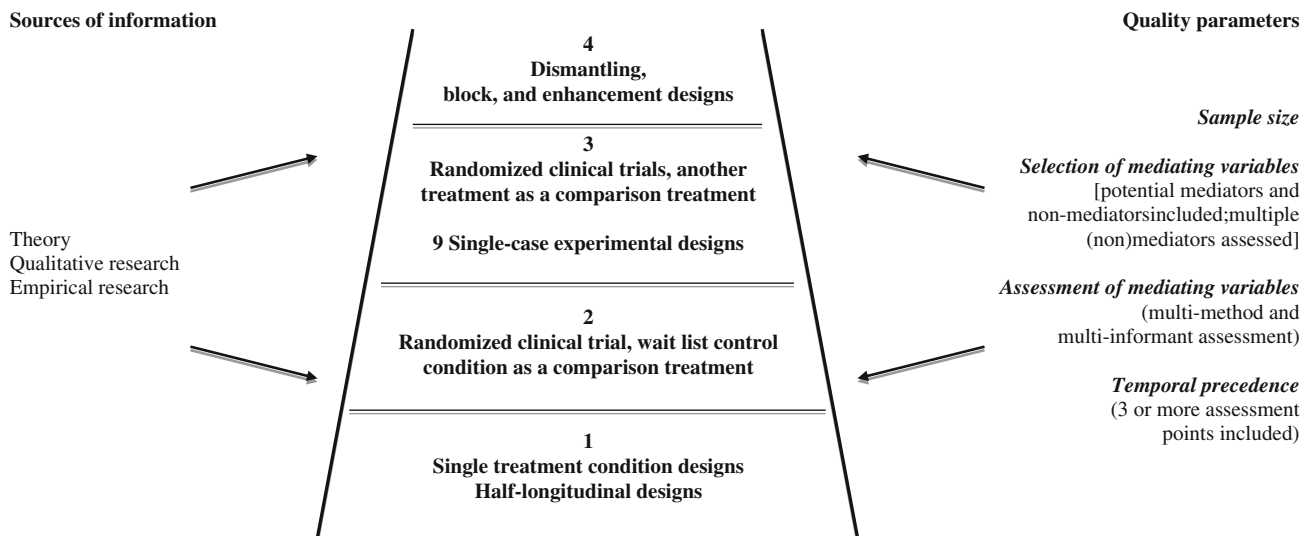 Sources of information
Quality parameters
4
Dismantling,
block, and enhancement designs
3
Randomized clinical trials, another
treatment as a comparison treatment
9 Single-case experimental designs
2
Randomized clinical trial, wait list control
condition as a comparison treatment
1
Single treatment condition designs
Half-longitudinal designs
Theory
Qualitative research
Empirical research
Sample size
Selection of mediating variables
[potential mediators and
non-mediatorsincluded;multiple
(non)mediators assessed]
Assessment of mediating variables
(multi-method and
multi-informant assessment)
Temporal precedence
(3 or more assessment
points included)